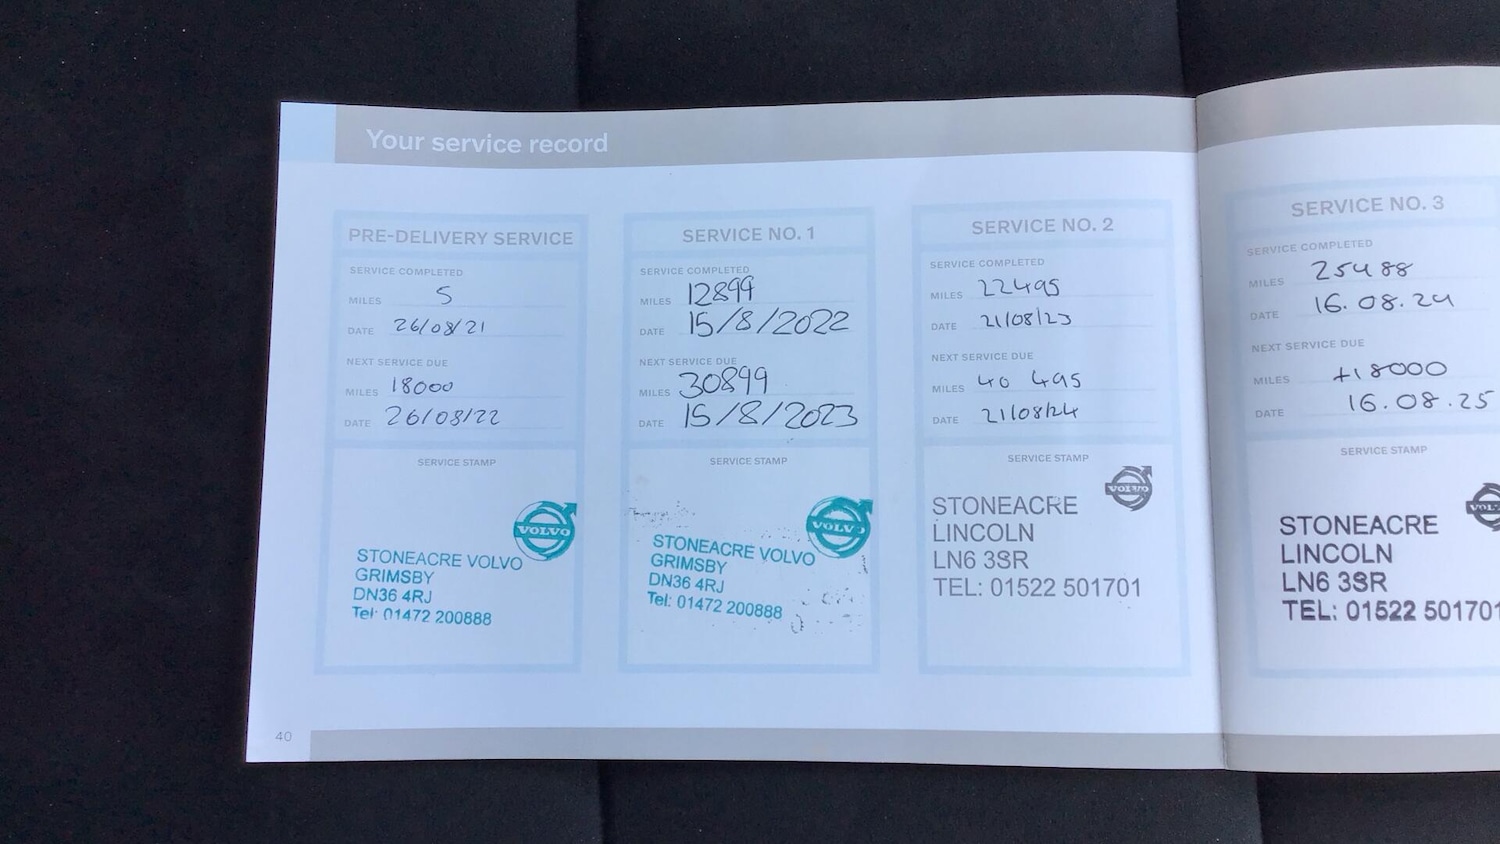 Your service record
PRE-DELIVERY SERVICE
SERVICE COMPLETED
MILES 5
DATE 26/08/21
NEXT SERVICE DUE
MILES 18000
DATE 26/08/22
SERVICE STAMP
VOLVO
STONEACRE VOLVO
GRIMSBY
DN36 4RJ
Tel: 01472 200888
SERVICE NO. 1
SERVICE COMPLETED
MILES 12899
DATE 15/8/2022
NEXT SERVICE DUE
MILES 30899
DATE 15/8/2023
SERVICE STAMP
VOLVO
STONEACRE VOLVO
GRIMSBY
DN36 4RJ
Tel: 01472 200888
SERVICE NO. 2
SERVICE COMPLETED
MILES 22495
DATE 21/08/23
NEXT SERVICE DUE
MILES 40 495
DATE 21/08/24
SERVICE STAMP
VOLVO
STONEACRE
LINCOLN
LN6 3SR
TEL: 01522 501701
SERVICE NO. 3
SERVICE COMPLETED
MILES 25488
DATE 16.08.24
NEXT SERVICE DUE
MILES +18000
DATE 16.08.25
SERVICE STAMP
STONEACRE
LINCOLN
LN6 3SR
TEL: 01522 501701
40